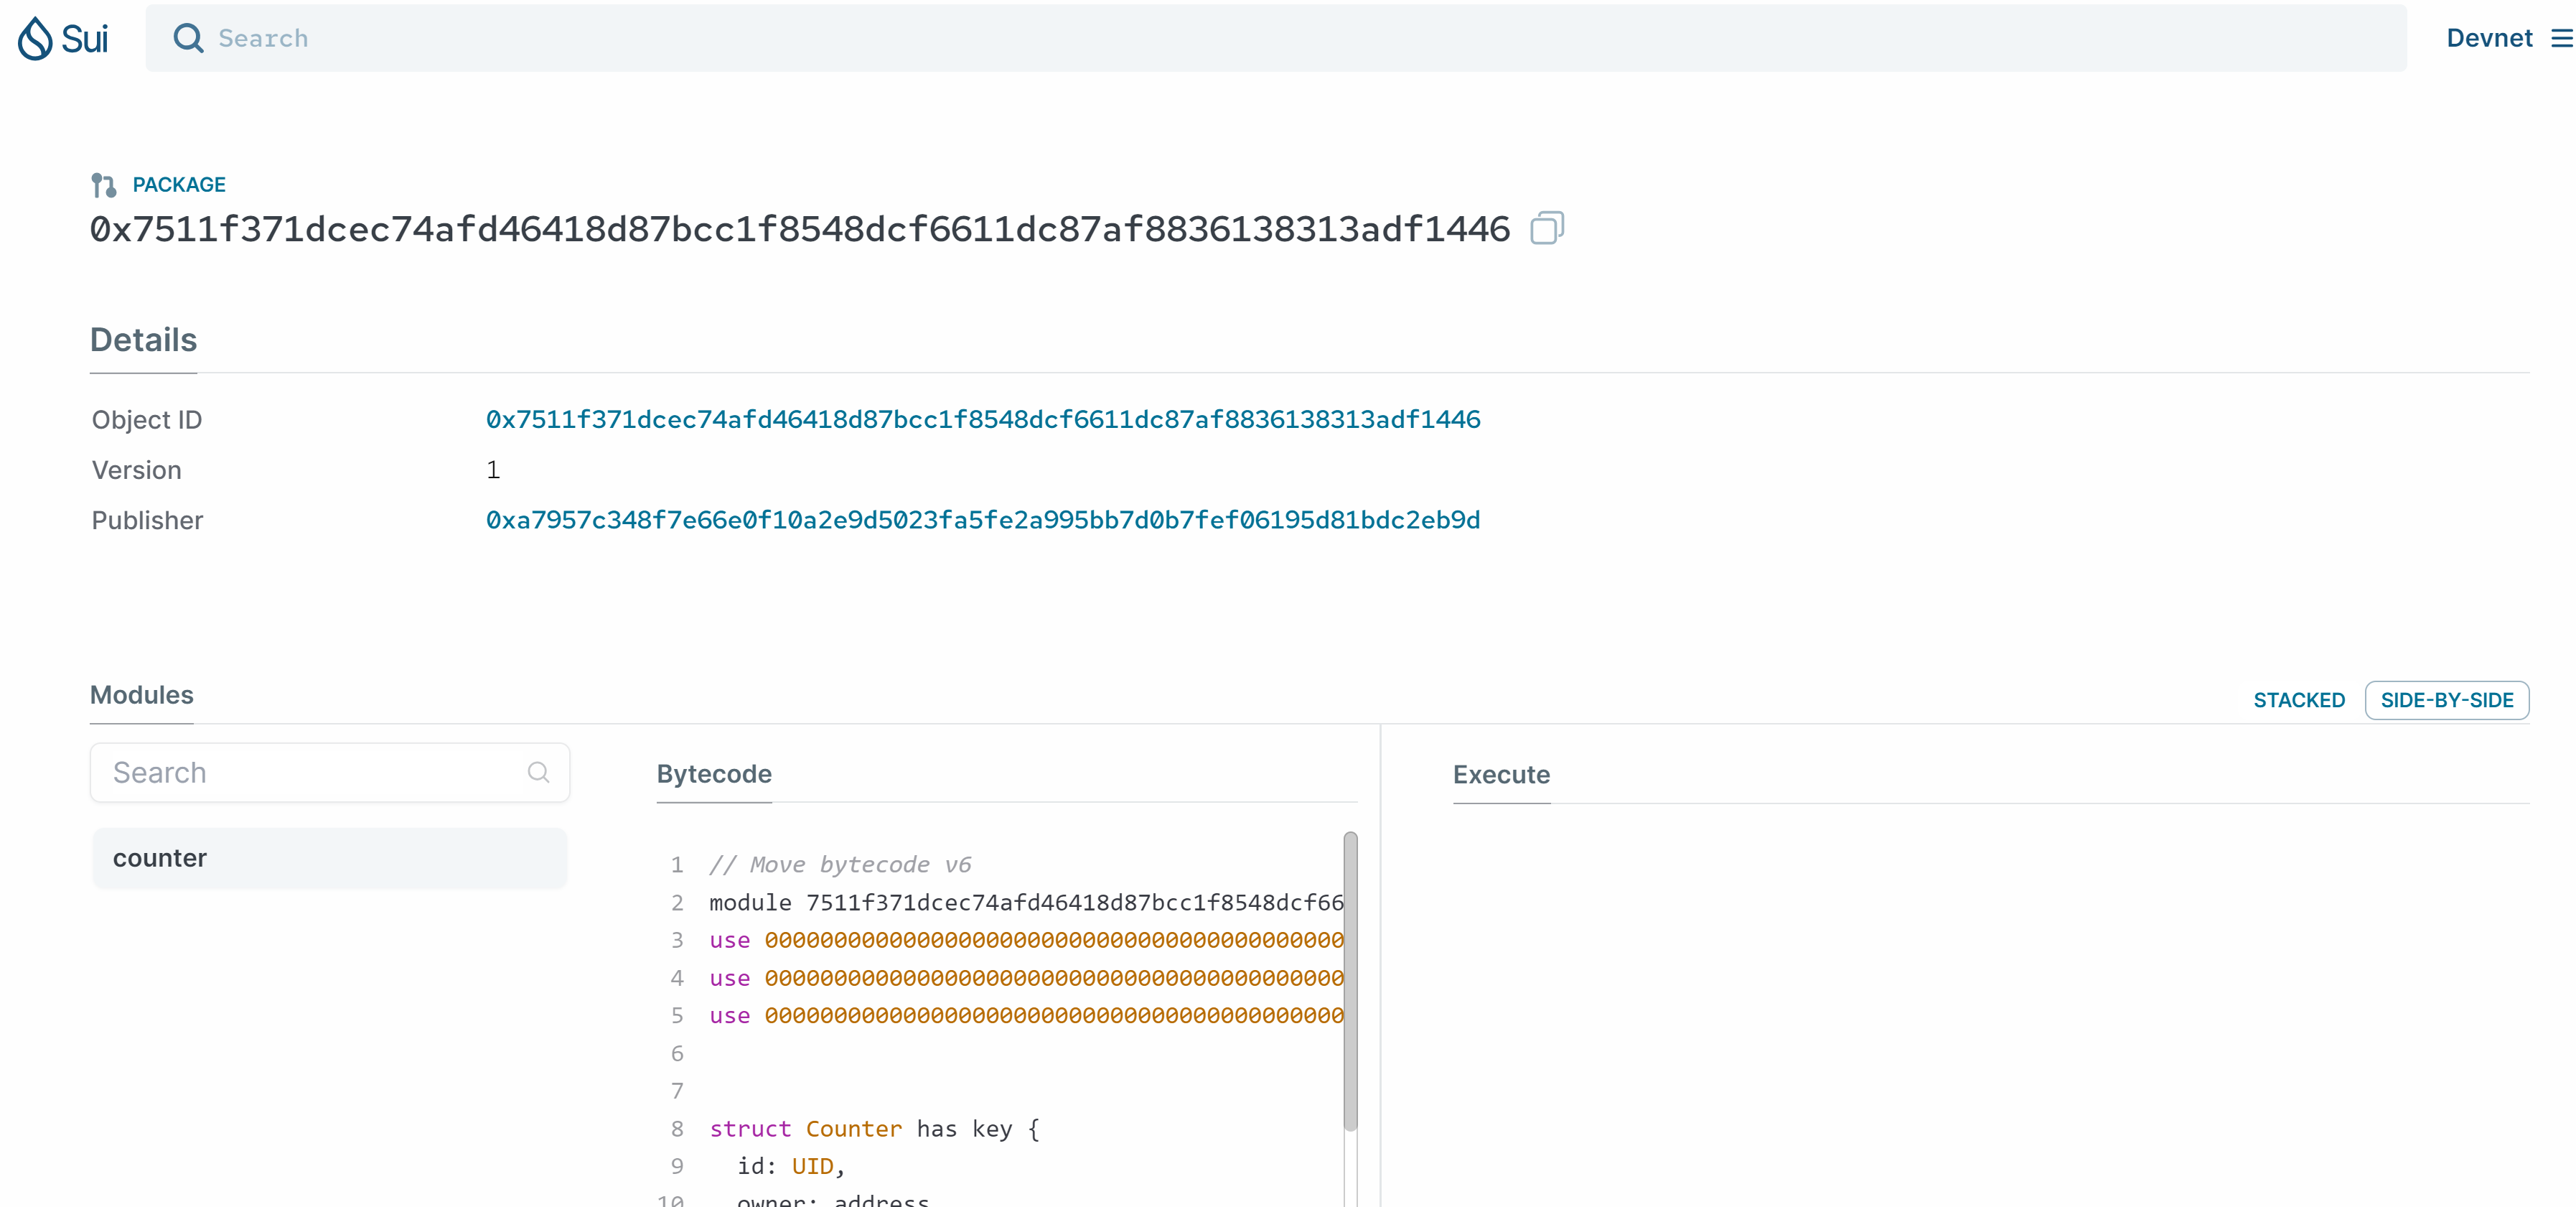 Sui
Search
Devnet
PACKAGE
0x7511f371dcec74afd46418d87bcc1f8548dcf6611dc87af8836138313adf1446
Details
Object ID 0x7511f371dcec74afd46418d87bcc1f8548dcf6611dc87af8836138313adf1446
Version 1
Publisher 0xa7957c348f7e66e0f10a2e9d5023fa5fe2a995bb7d0b7fef06195d81bdc2eb9d
Modules
STACKED SIDE-BY-SIDE
Search
counter
Bytecode
1 // Move bytecode v6
2 module 7511f371dcec74afd46418d87bcc1f8548dcf66
3 use 000000000000000000000000000000000000000000
4 use 000000000000000000000000000000000000000000
5 use 000000000000000000000000000000000000000000
6
7
8 struct Counter has key {
9 id: UID,
10 owner: address
Execute